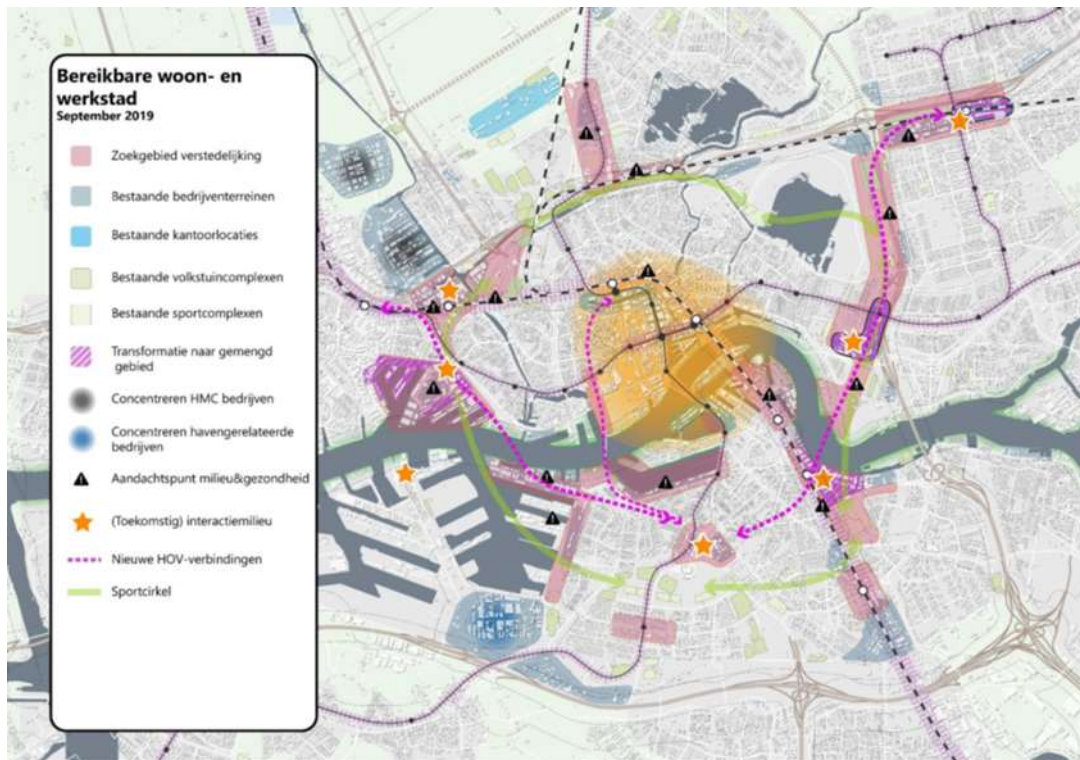 Bereikbare woon- en
werkstad
September 2019
Zoekgebied verstedelijking
Bestaande bedrijventerreinen
Bestaande kantoorlocaties
Bestaande volkstuincomplexen
Bestaande sportcomplexen
Transformatie naar gemengd
gebied
Concentreren HMC bedrijven
Concentreren havengerelateerde
bedrijven
Aandachtspunt milieu&gezondheid
(Toekomstig) interactiemilieu
Nieuwe HOV-verbindingen
Sportcirkel